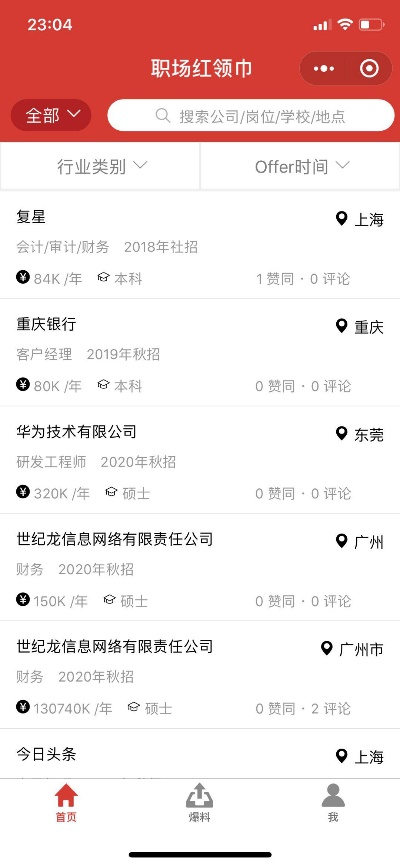 23:04
职场红领巾
全部
搜索公司/岗位/学校/地点
行业类别 Offer时间
复星 上海
会计/审计/财务 2018年社招
¥ 84K /年 本科 1 赞同 · 0 评论
重庆银行 重庆
客户经理 2019年秋招
¥ 80K /年 本科 0 赞同 · 0 评论
华为技术有限公司 东莞
研发工程师 2020年秋招
¥ 320K /年 硕士 0 赞同 · 0 评论
世纪龙信息网络有限责任公司 广州
财务 2020年秋招
¥ 150K /年 硕士 0 赞同 · 0 评论
世纪龙信息网络有限责任公司 广州市
财务 2020年秋招
¥ 130740K /年 硕士 0 赞同 · 2 评论
今日头条 上海
首页 爆料 我